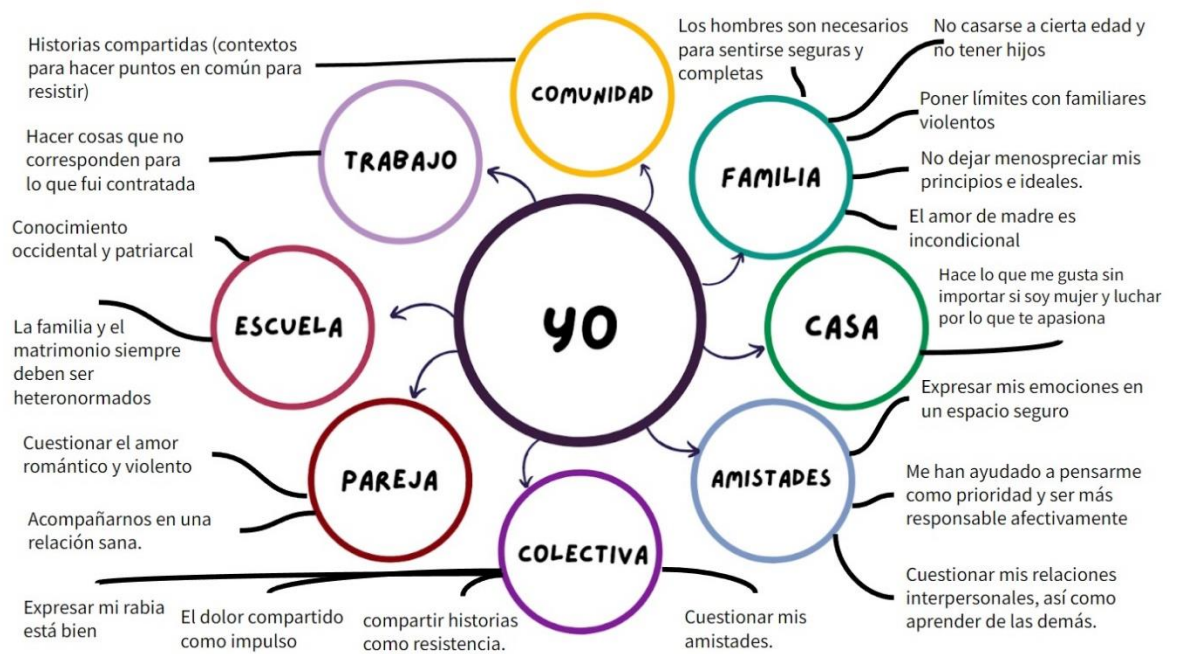 Historias compartidas (contextos
para hacer puntos en común para
resistir)
COMUNIDAD
Los hombres son necesarios
para sentirse seguras y
completas
No casarse a cierta edad y
no tener hijos
Poner límites con familiares
violentos
No dejar menospreciar mis
principios e ideales.
El amor de madre es
incondicional
FAMILIA
Hacer cosas que no
corresponden para
lo que fui contratada
TRABAJO
Conocimiento
occidental y patriarcal
ESCUELA
La familia y el
matrimonio siempre
deben ser
heteronormados
YO
CASA
Hace lo que me gusta sin
importar si soy mujer y luchar
por lo que te apasiona
Cuestionar el amor
romántico y violento
PAREJA
Acompañarnos en una
relación sana.
AMISTADES
Expresar mis emociones en
un espacio seguro
Me han ayudado a pensarme
como prioridad y ser más
responsable afectivamente
Cuestionar mis relaciones
interpersonales, así como
aprender de las demás.
COLECTIVA
Expresar mi rabia
está bien
El dolor compartido
como impulso
compartir historias
como resistencia.
Cuestionar mis
amistades.